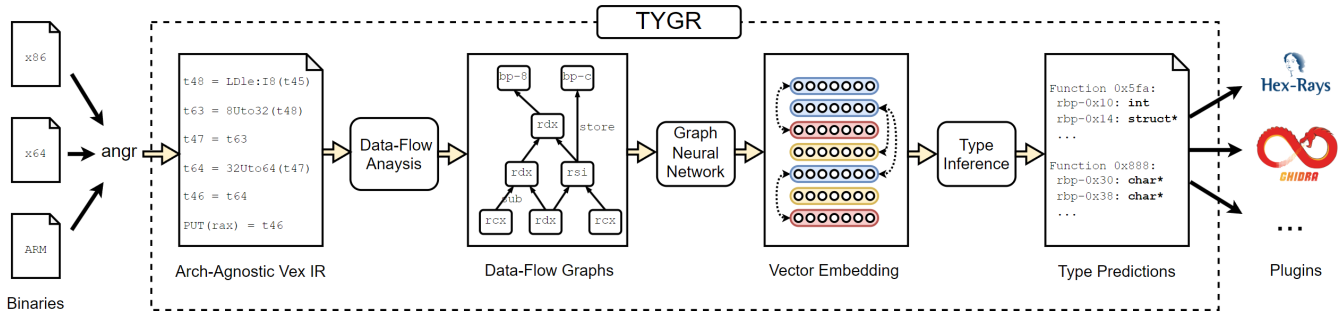 TYGR
x86
x64
ARM
Binaries
angr
t48 = LDle:I8(t45)
t63 = 8Uto32(t48)
t47 = t63
t64 = 32Uto64(t47)
t46 = t64
PUT(rax) = t46
Arch-Agnostic Vex IR
Data-Flow
Anaysis
bp-8
bp-c
rdx
store
rdx
rsi
sub
rcx
rdx
rcx
Data-Flow Graphs
Graph
Neural
Network
Vector Embedding
Type
Inference
Function 0x5fa:
rbp-0x10: int
rbp-0x14: struct*
...
Function 0x888:
rbp-0x30: char*
rbp-0x38: char*
...
Type Predictions
Hex-Rays
GHIDRA
...
Plugins